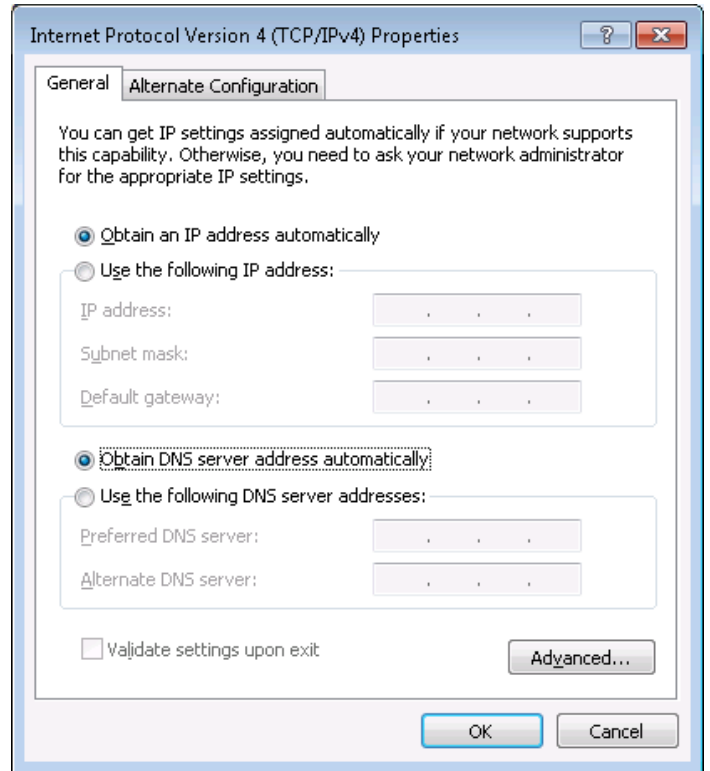 Internet Protocol Version 4 (TCP/IPv4) Properties
?
General
Alternate Configuration
You can get IP settings assigned automatically if your network supports
this capability. Otherwise, you need to ask your network administrator
for the appropriate IP settings.
Obtain an IP address automatically
Use the following IP address:
IP address:
Subnet mask:
Default gateway:
Obtain DNS server address automatically
Use the following DNS server addresses:
Preferred DNS server:
Alternate DNS server:
Validate settings upon exit
Advanced...
OK
Cancel